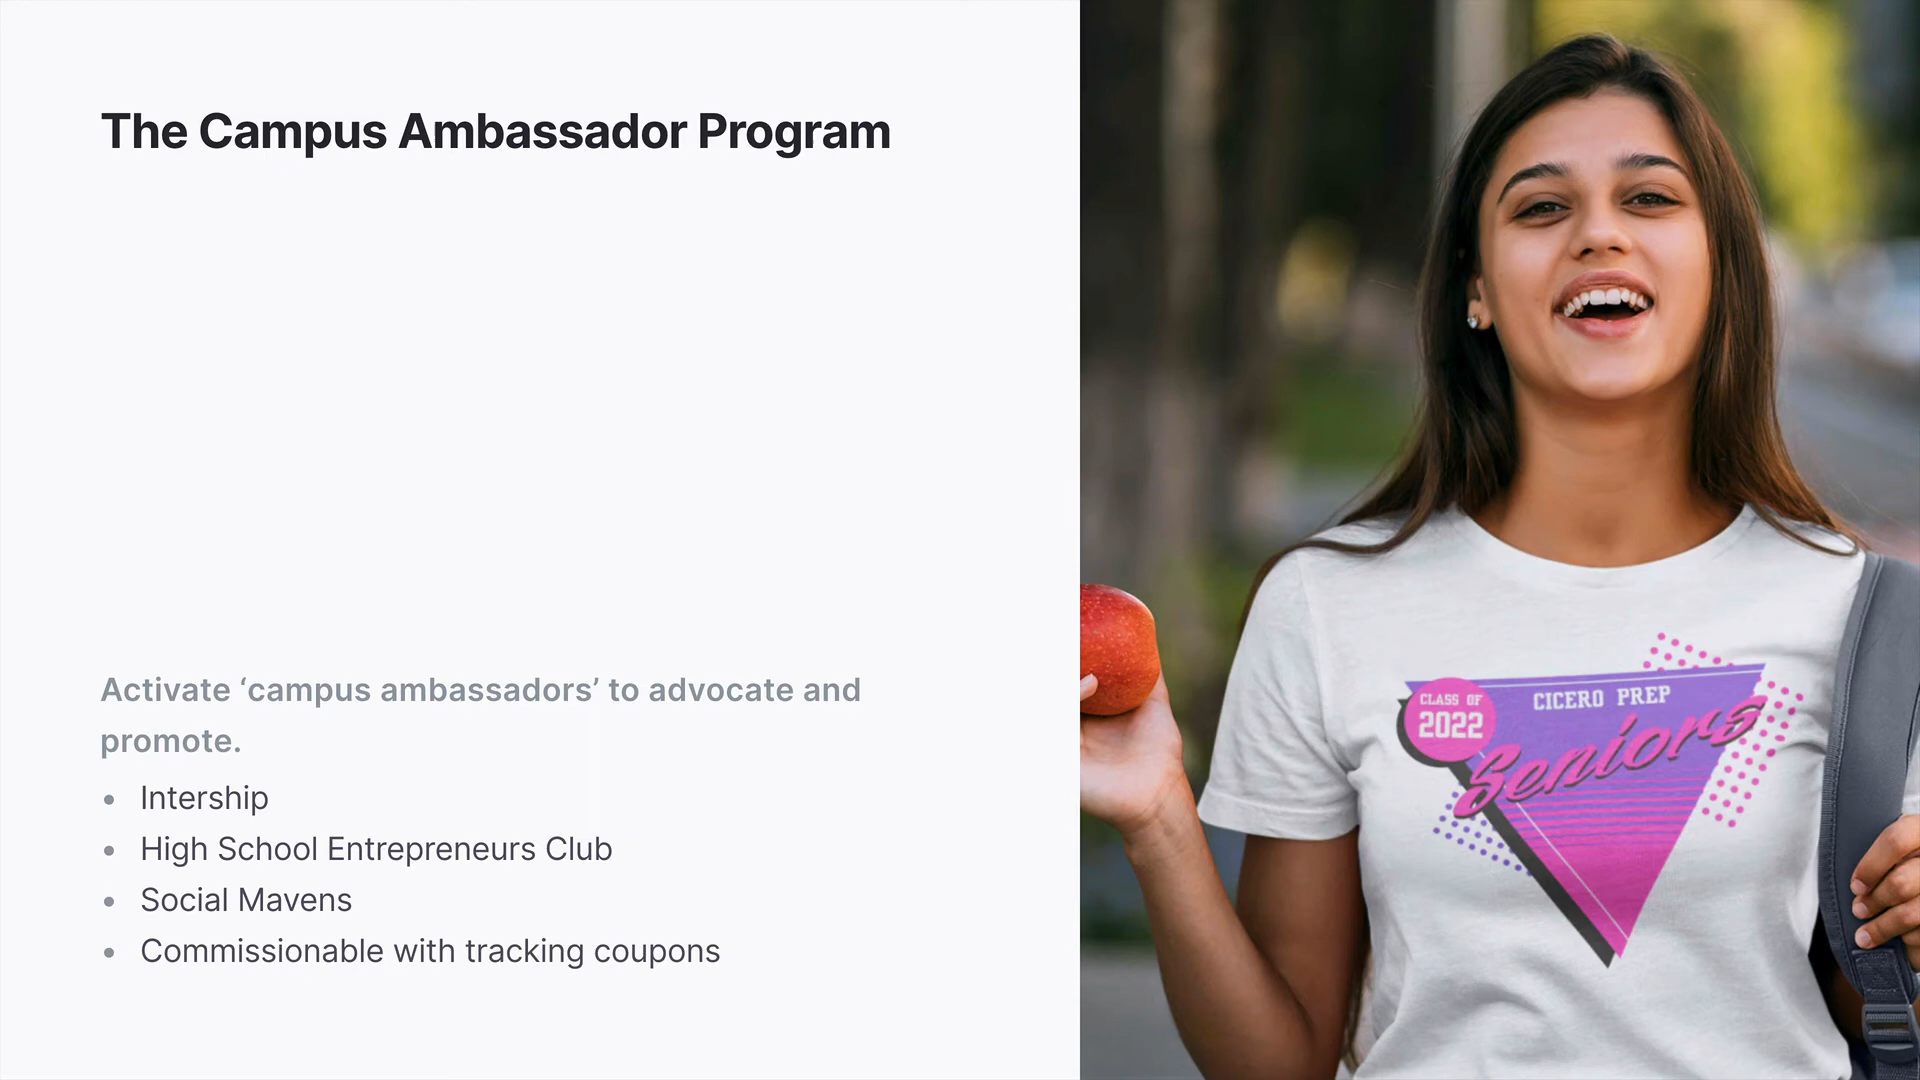 The Campus Ambassador Program
Activate ‘campus ambassadors’ to advocate and
promote.
• Intership
• High School Entrepreneurs Club
• Social Mavens
• Commissionable with tracking coupons
CLASS OF
2022
CICERO PREP
Seniors